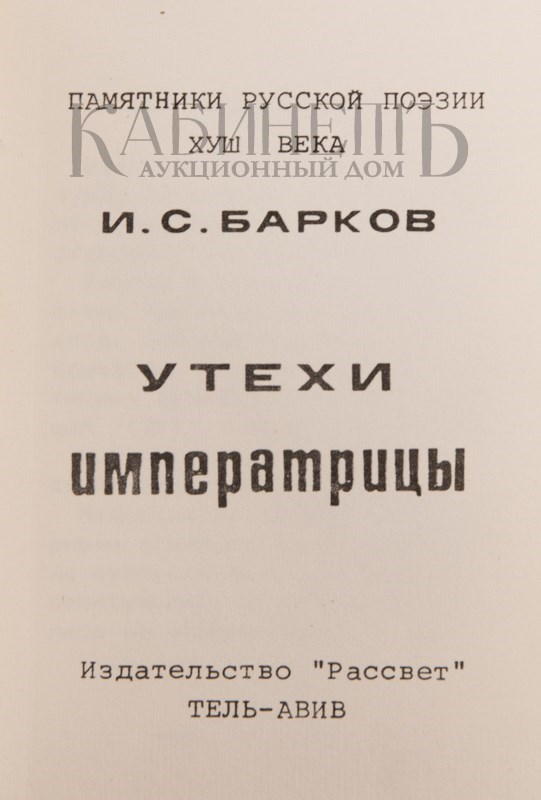 ПАМЯТНИКИ РУССКОЙ ПОЭЗИИ
КАБИНЕТЪ
ХУШ ВЕКА
АУКЦИОННЫЙ ДОМ
И.С.БАРКОВ
УТЕХИ
императрицы
Издательство "Рассвет"
ТЕЛЬ-АВИВ